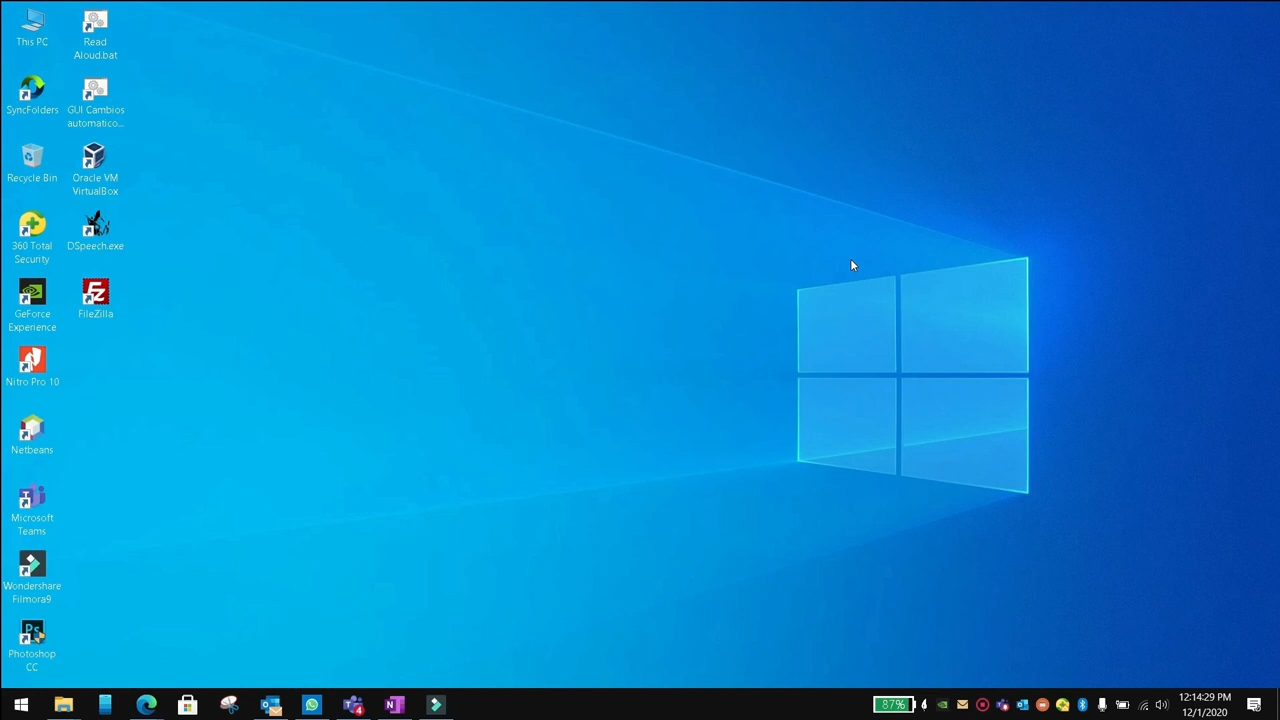 This PC
Read
Aloud.bat
SyncFolders
GUI Cambios
automatico...
Recycle Bin
Oracle VM
VirtualBox
360 Total
Security
DSpeech.exe
GeForce
Experience
FileZilla
Nitro Pro 10
Netbeans
Microsoft
Teams
Wondershare
Filmora9
Ps
Photoshop
CC
4
87%
12:14:29 PM
12/1/2020